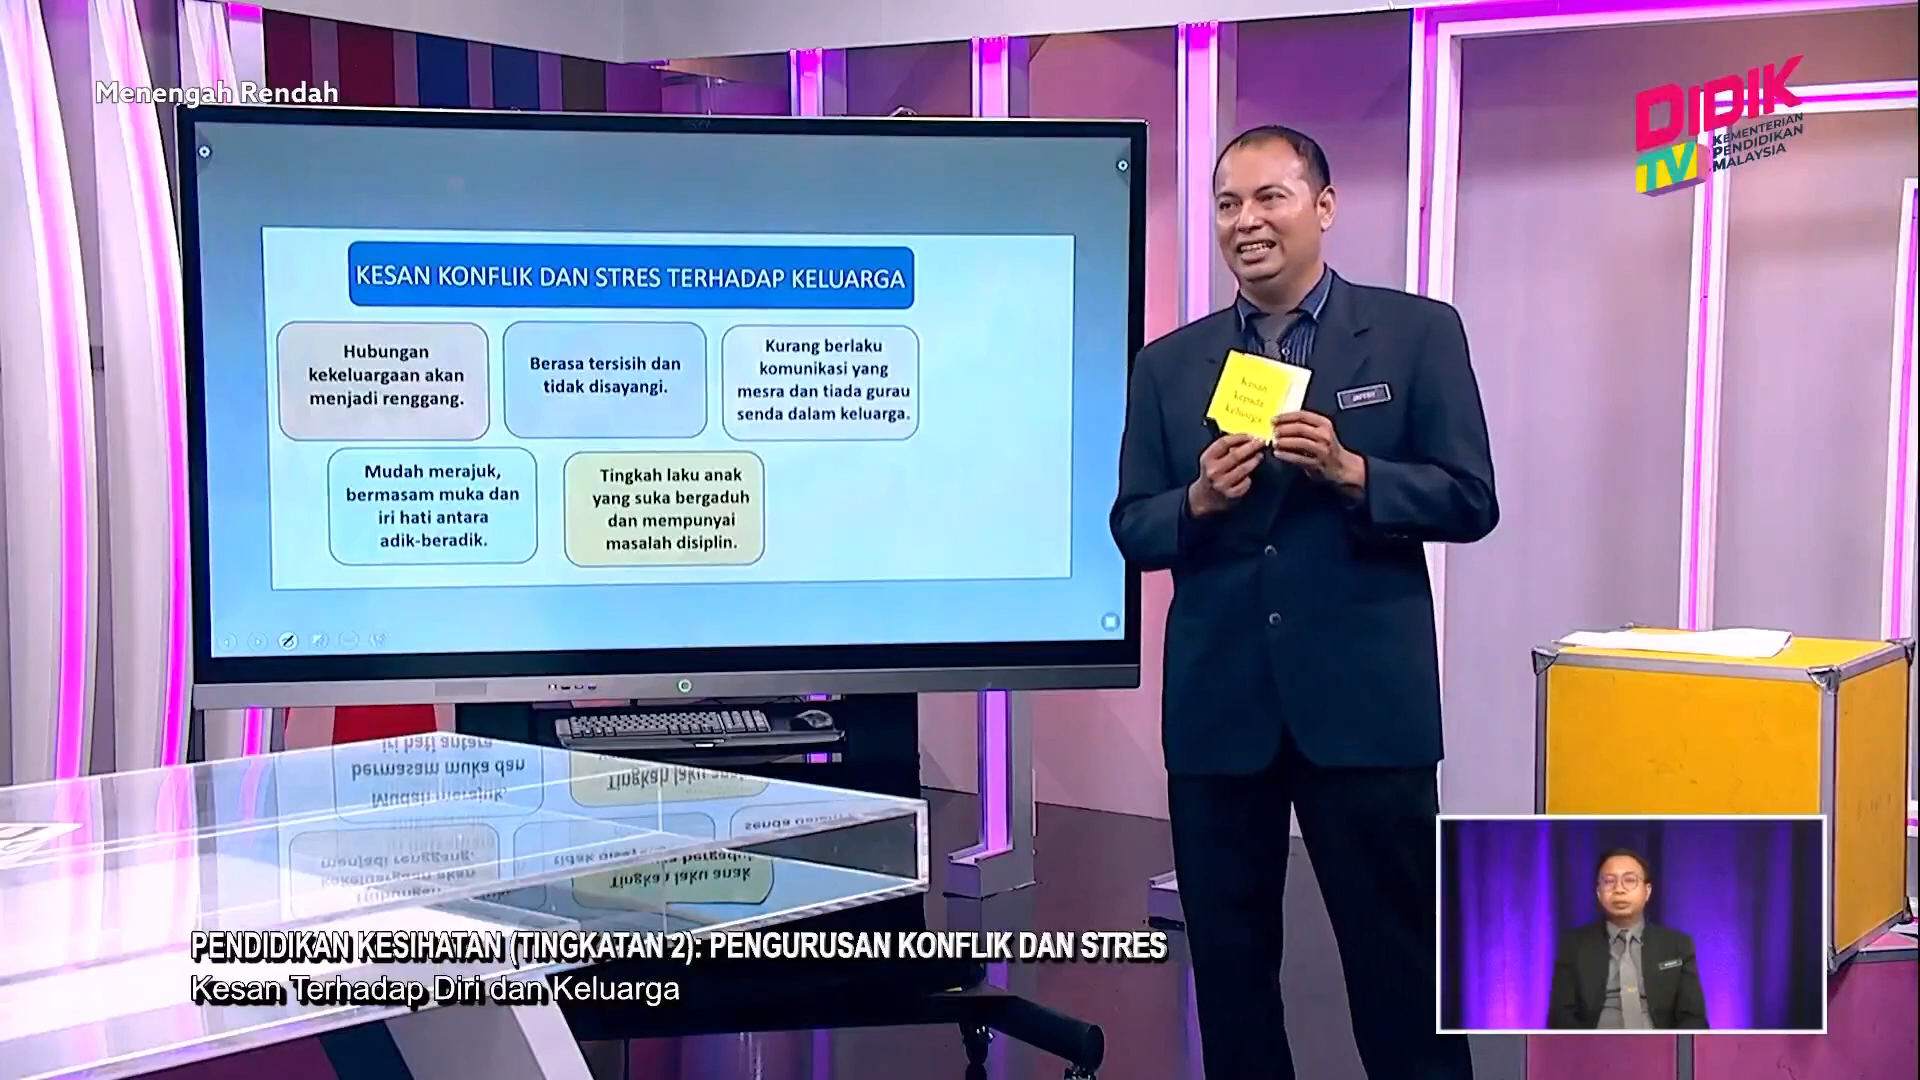 Menengah Rendah
DIDIK
TV
KEMENTERIAN
PENDIDIKAN
MALAYSIA
KESAN KONFLIK DAN STRES TERHADAP KELUARGA
Hubungan
kekeluargaan akan
menjadi renggang.
Berasa tersisih dan
tidak disayangi.
Kurang berlaku
komunikasi yang
mesra dan tiada gurau
senda dalam keluarga.
Mudah merajuk,
bermasam muka dan
iri hati antara
adik-beradik.
Tingkah laku anak
yang suka bergaduh
dan mempunyai
masalah disiplin.
Kesan
kepada
keluarga
PENDIDIKAN KESIHATAN (TINGKATAN 2): PENGURUSAN KONFLIK DAN STRES
Kesan Terhadap Diri dan Keluarga